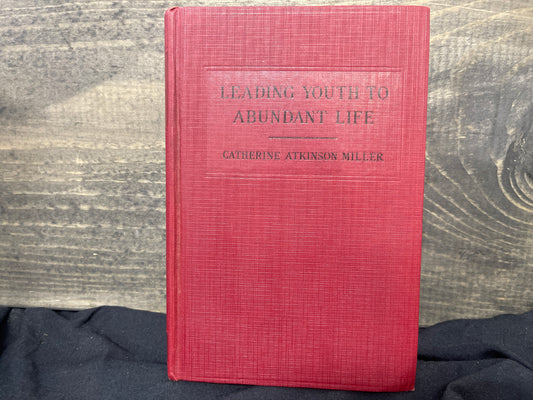 LEADING YOUTH TO
ABUNDANT LIFE
CATHERINE ATKINSON MILLER